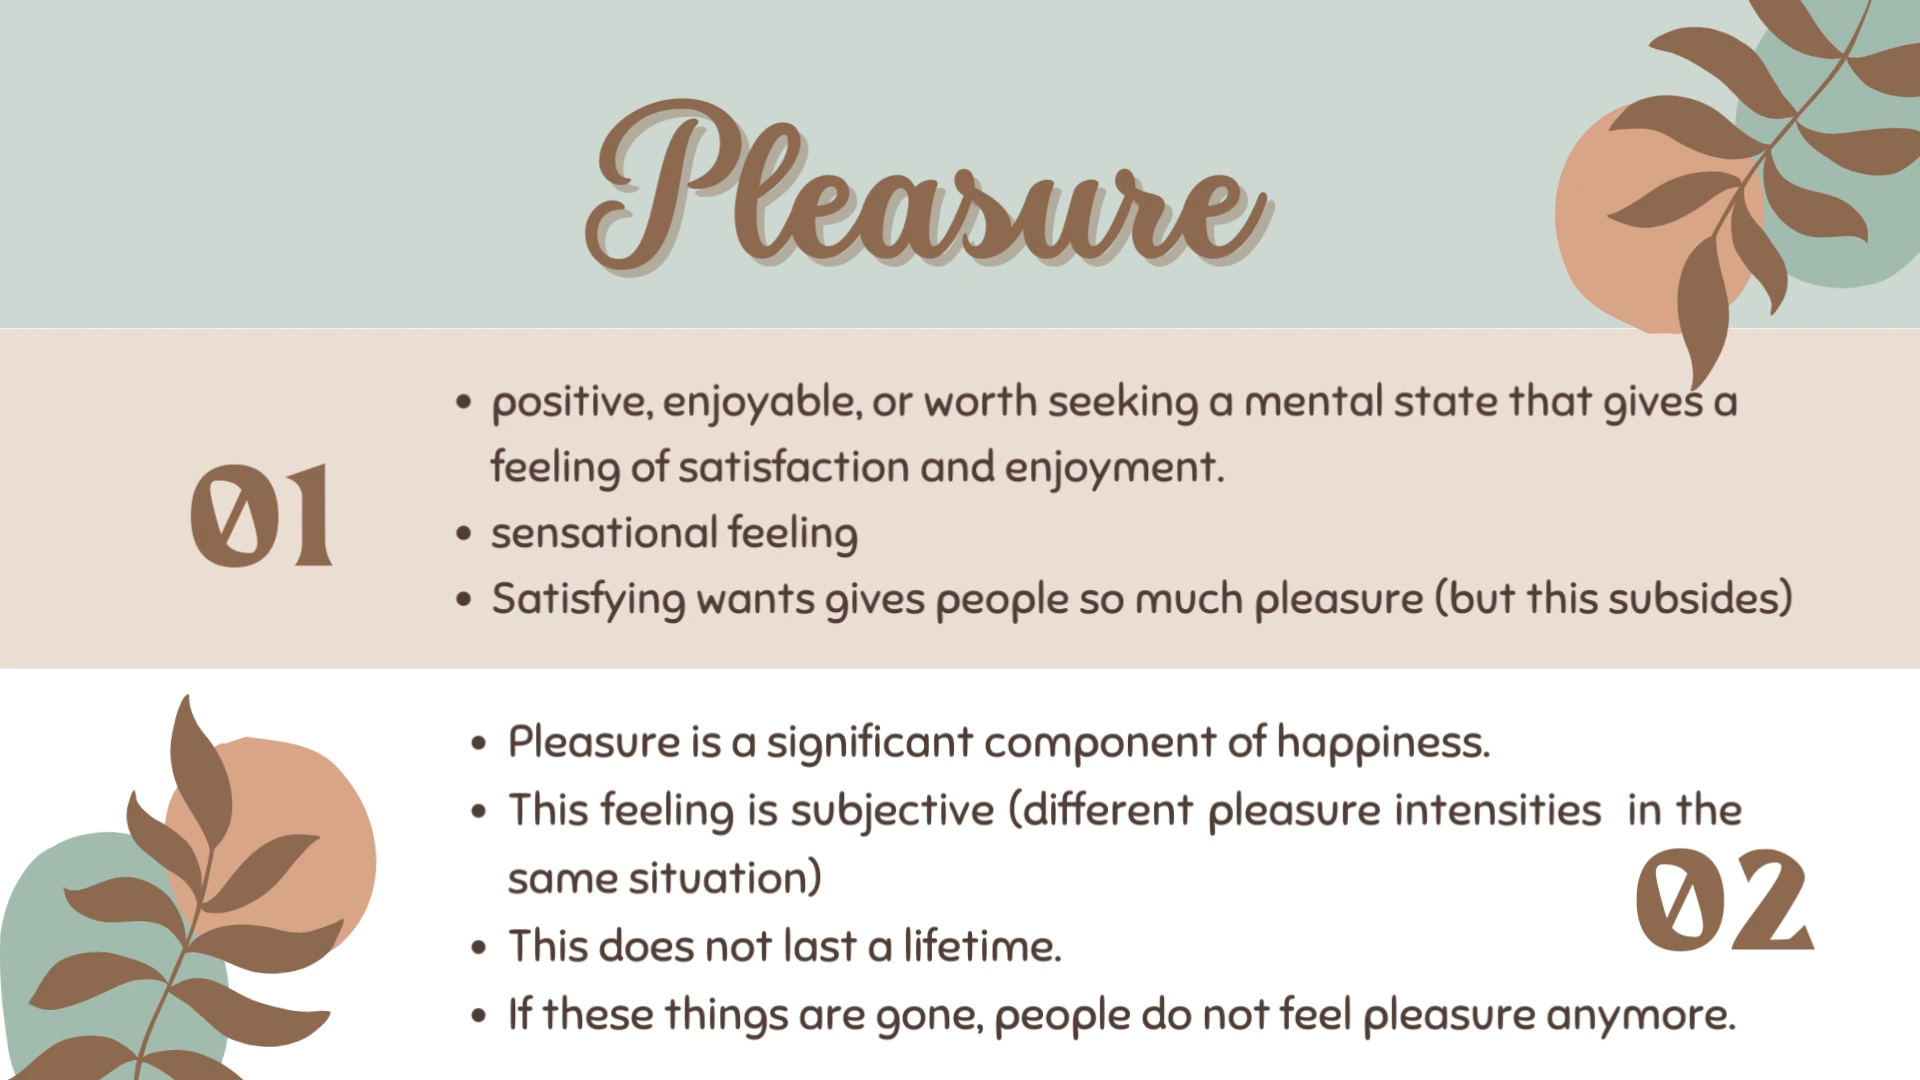 Pleasure
01
• positive, enjoyable, or worth seeking a mental state that gives a
feeling of satisfaction and enjoyment.
• sensational feeling
• Satisfying wants gives people so much pleasure (but this subsides)
• Pleasure is a significant component of happiness.
• This feeling is subjective (different pleasure intensities in the
same situation)
• This does not last a lifetime.
• If these things are gone, people do not feel pleasure anymore.
02